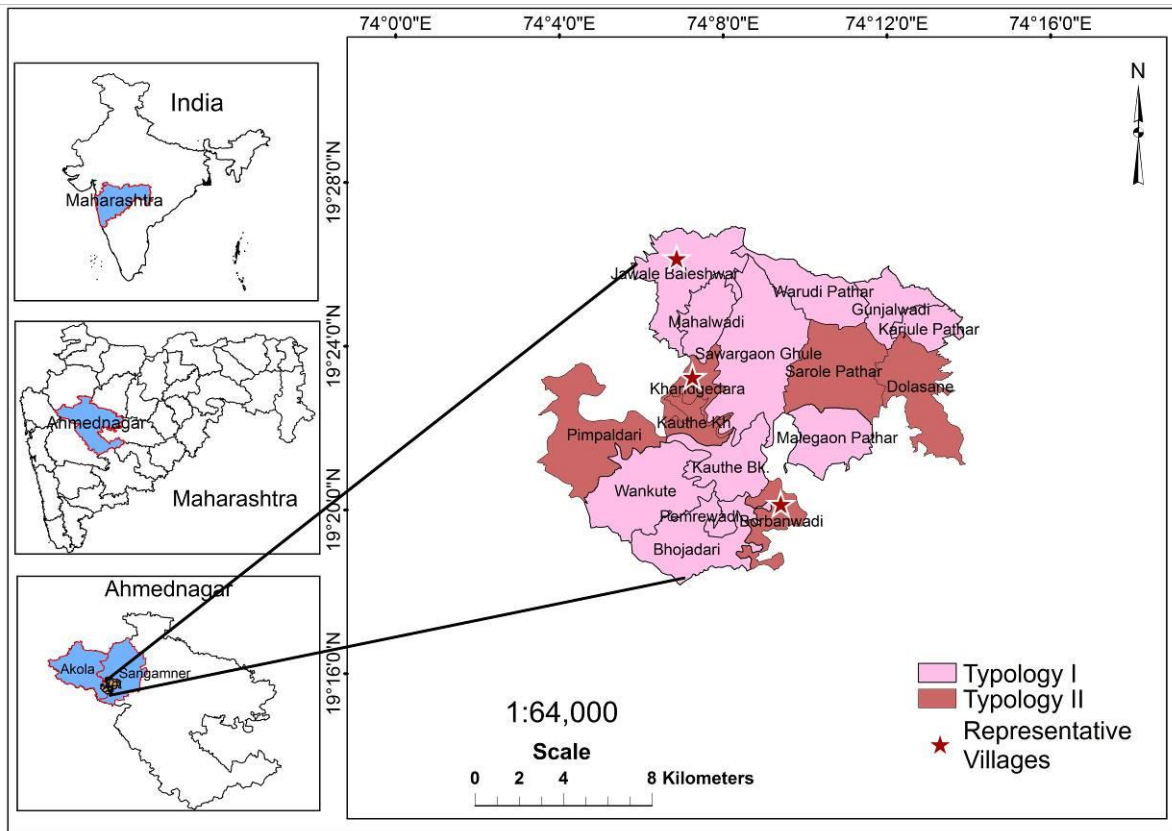 74°0'0"E
74°4'0"E
74°8'0"E
74°12'0"E
74°16'0"E
India
Maharashtra
Ahmednagar
Maharashtra
Ahmednagar
Akola
Sangamner
19°28'0"N
19°24'0"N
19°20'0"N
19°16'0"N
N
Jawale Baleshwar
Warudi Pathar
Gunjalwadi
Mahalwadi
Karjule Pathar
Sawargaon Ghule
Sarole Pathar
Khandgedara
Dolasane
Kauthe Kh
Pimpaldari
Malegaon Pathar
Kauthe Bk.
Wankute
Pemrewadi
Borbanwadi
Bhojadari
Typology I
Typology II
Representative
Villages
1:64,000
Scale
0 2 4 8 Kilometers